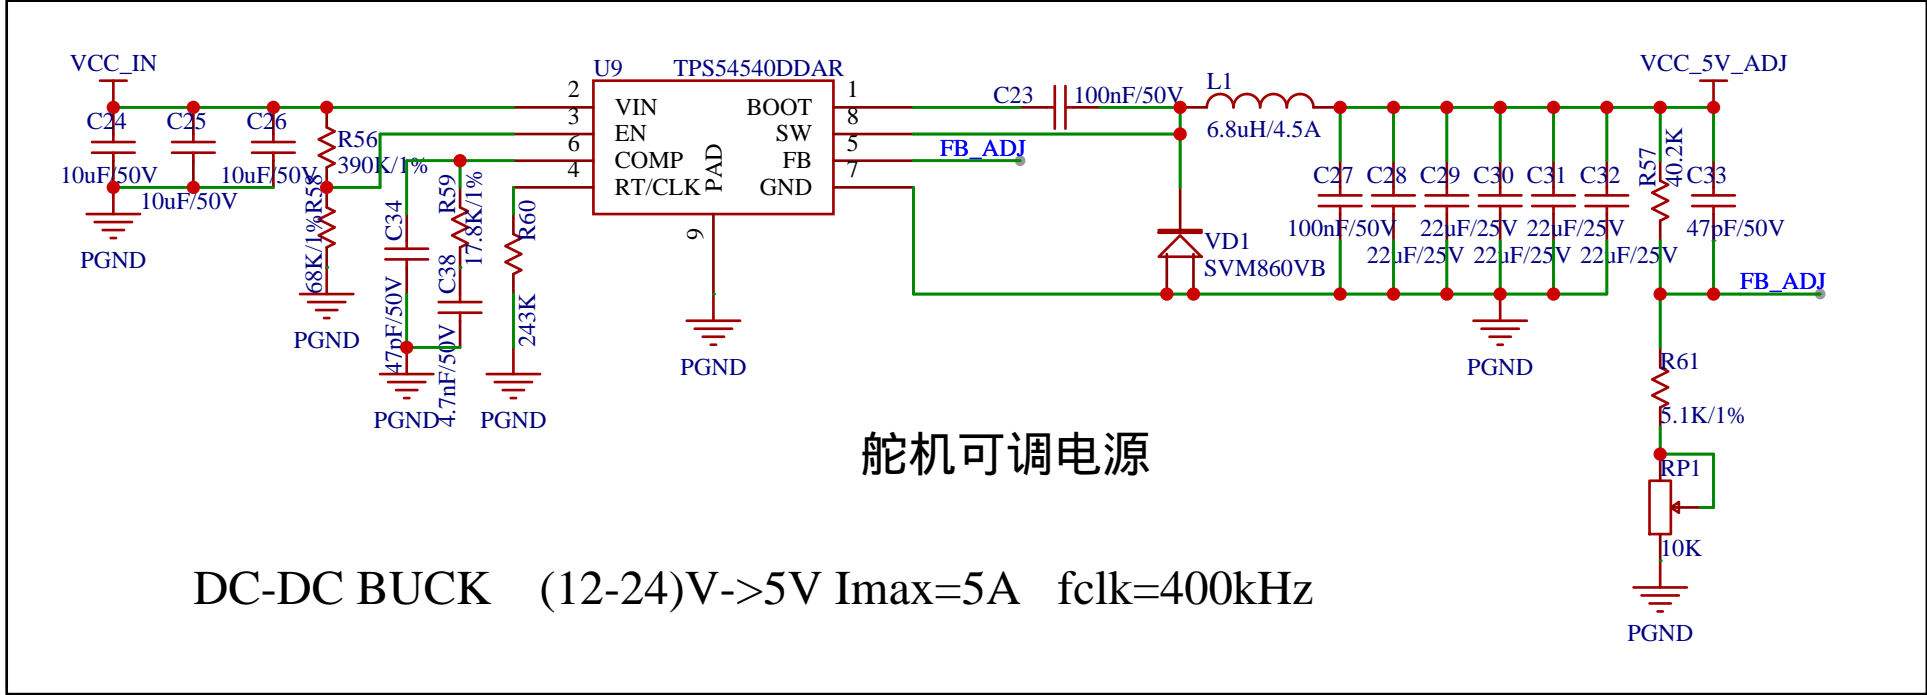 VCC_IN
C24
10uF/50V
C25
10uF/50V
C26
10uF/50V
PGND
R56
390K/1%
R58
68K/1%
PGND
C34
47pF/50V
PGND
R59
17.8K/1%
C38
4.7nF/50V
R60
243K
PGND
U9 TPS54540DDAR
2 VIN BOOT 1
3 EN SW 8
6 COMP FB 5
4 RT/CLK GND 7
PAD
9
PGND
C23 100nF/50V
FB_ADJ
L1
6.8uH/4.5A
VD1
SVM860VB
VCC_5V_ADJ
C27 C28 C29 C30 C31 C32
100nF/50V 22uF/25V 22uF/25V
22uF/25V 22uF/25V 22uF/25V
PGND
R57
40.2K
C33
47pF/50V
FB_ADJ
R61
5.1K/1%
RP1
10K
PGND
舵机可调电源
DC-DC BUCK (12-24)V->5V Imax=5A fclk=400kHz